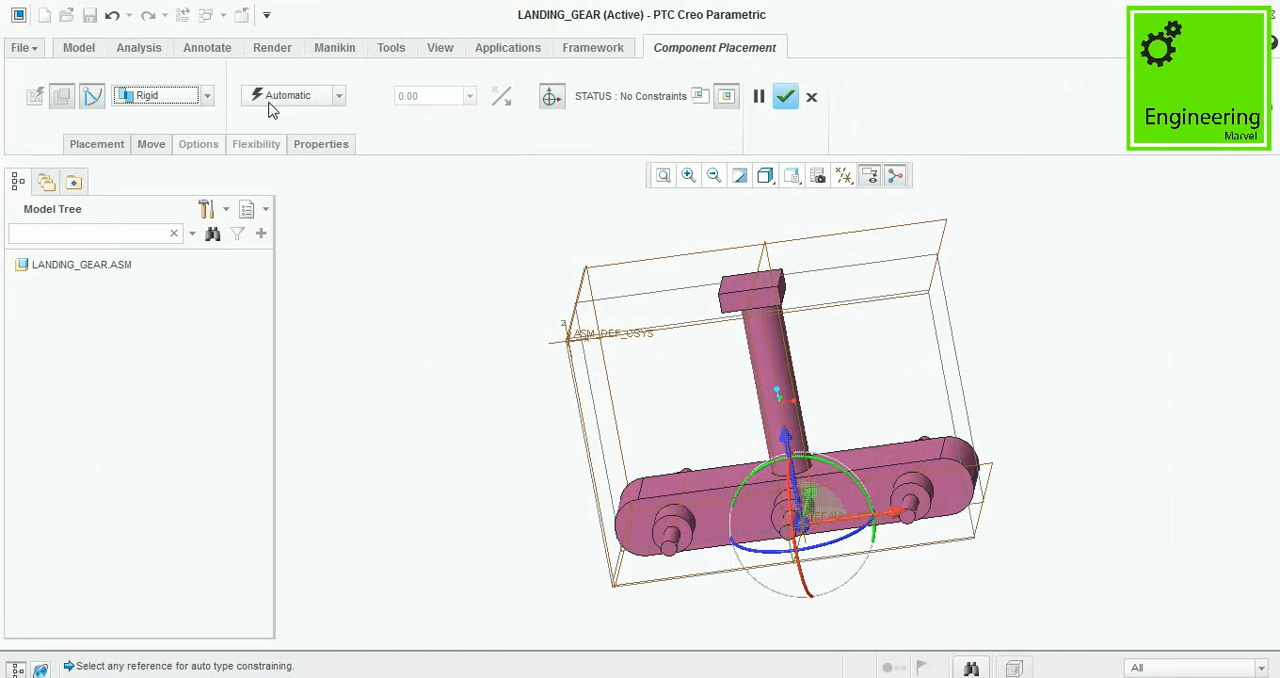 LANDING_GEAR (Active) - PTC Creo Parametric
File Model Analysis Annotate Render Manikin Tools View Applications Framework Component Placement
Rigid Automatic 0.00 STATUS : No Constraints
Placement Move Options Flexibility Properties
Engineering
Marvel
Model Tree
LANDING_GEAR.ASM
Z
ASM_DEF_CSYS
Select any reference for auto type constraining.
All